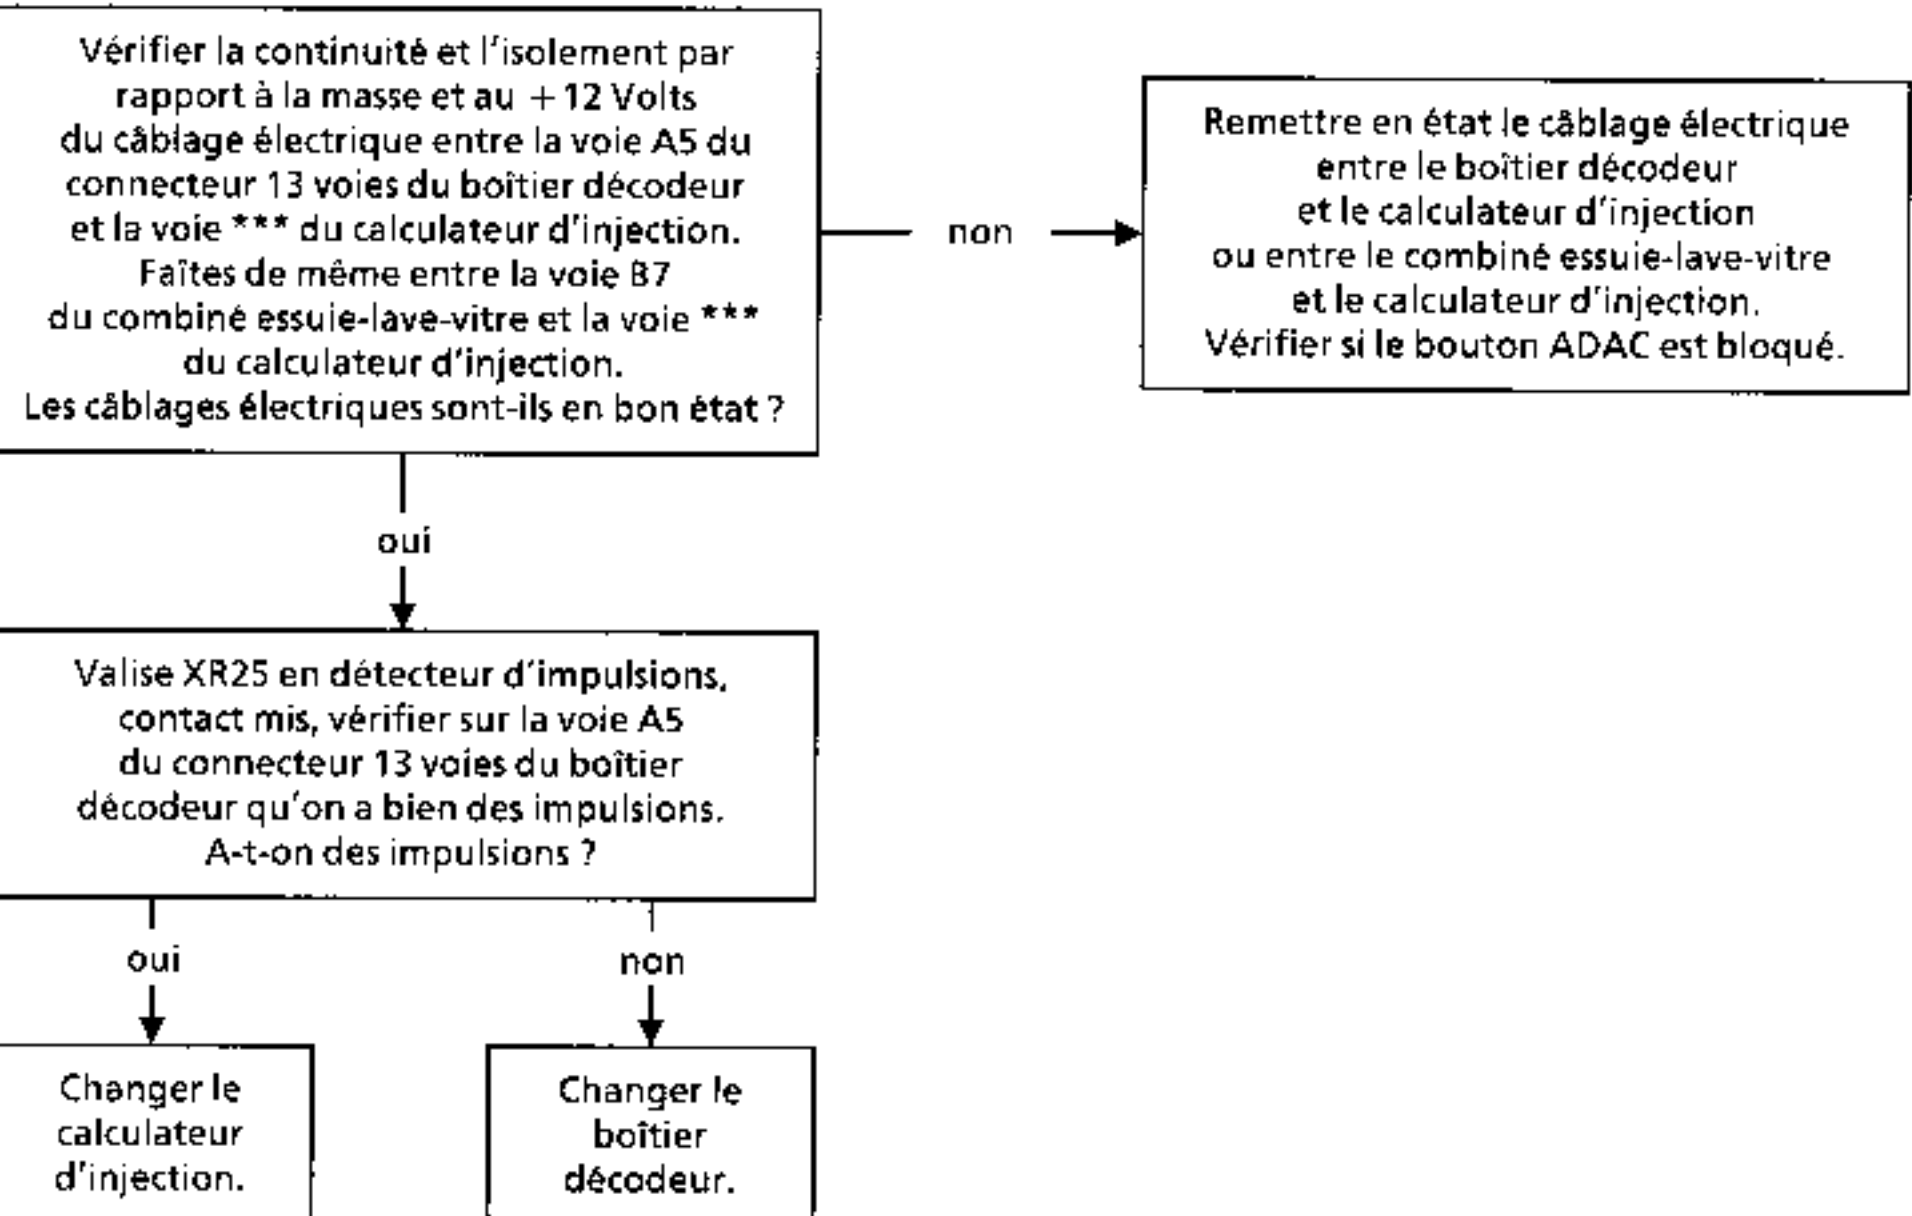 Vérifier la continuité et l'isolement par
rapport à la masse et au +12 Volts
du câblage électrique entre la voie A5 du
connecteur 13 voies du boîtier décodeur
et la voie *** du calculateur d'injection.
Faîtes de même entre la voie B7
du combiné essuie-lave-vitre et la voie ***
du calculateur d'injection.
Les câblages électriques sont-ils en bon état ?
non
Remettre en état le câblage électrique
entre le boîtier décodeur
et le calculateur d'injection
ou entre le combiné essuie-lave-vitre
et le calculateur d'injection.
Vérifier si le bouton ADAC est bloqué.
oui
Valise XR25 en détecteur d'impulsions,
contact mis, vérifier sur la voie A5
du connecteur 13 voies du boîtier
décodeur qu'on a bien des impulsions.
A-t-on des impulsions ?
oui
non
Changer le
calculateur
d'injection.
Changer le
boîtier
décodeur.